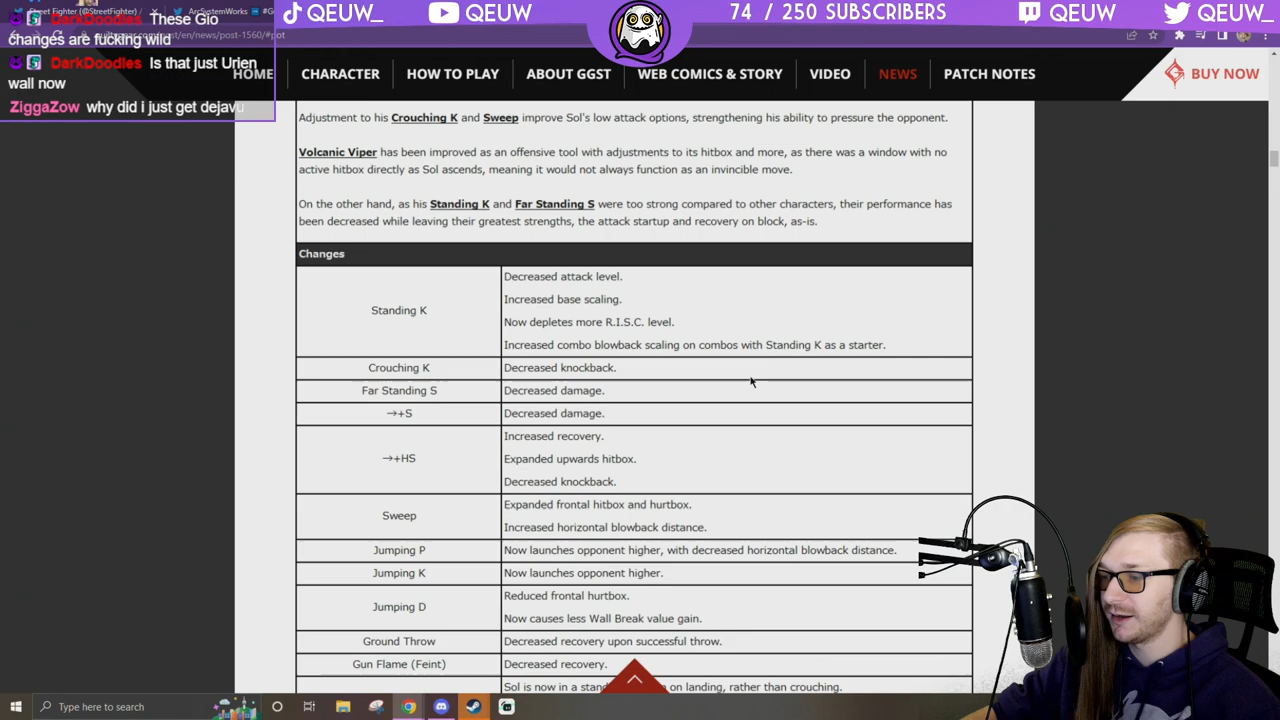 DarkDoodles These Gio
changes are fucking wild
DarkDoodles Is that just Urien
wall now
ZiggaZow why did i just get dejavu
QEUW_
QEUW
74 / 250 SUBSCRIBERS
QEUW
QEUW_
HOME
CHARACTER
HOW TO PLAY
ABOUT GGST
WEB COMICS & STORY
VIDEO
NEWS
PATCH NOTES
BUY NOW
Adjustment to his Crouching K and Sweep improve Sol's low attack options, strengthening his ability to pressure the opponent.
Volcanic Viper has been improved as an offensive tool with adjustments to its hitbox and more, as there was a window with no
active hitbox directly as Sol ascends, meaning it would not always function as an invincible move.
On the other hand, as his Standing K and Far Standing S were too strong compared to other characters, their performance has
been decreased while leaving their greatest strengths, the attack startup and recovery on block, as-is.
Changes
Standing K
Decreased attack level.
Increased base scaling.
Now depletes more R.I.S.C. level.
Increased combo blowback scaling on combos with Standing K as a starter.
Crouching K
Decreased knockback.
Far Standing S
Decreased damage.
→+S
Decreased damage.
→+HS
Increased recovery.
Expanded upwards hitbox.
Decreased knockback.
Sweep
Expanded frontal hitbox and hurtbox.
Increased horizontal blowback distance.
Jumping P
Now launches opponent higher, with decreased horizontal blowback distance.
Jumping K
Now launches opponent higher.
Jumping D
Reduced frontal hurtbox.
Now causes less Wall Break value gain.
Ground Throw
Decreased recovery upon successful throw.
Gun Flame (Feint)
Decreased recovery.
Sol is now in a on landing, rather than crouching.
Type here to search